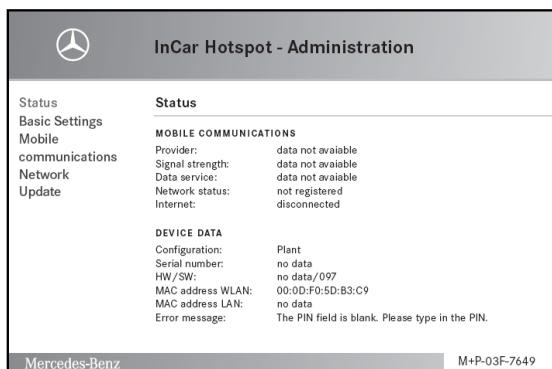 InCar Hotspot - Administration
Status
Basic Settings
Mobile
communications
Network
Update
Status
MOBILE COMMUNICATIONS
Provider: data not avaiable
Signal strength: data not avaiable
Data service: data not avaiable
Network status: not registered
Internet: disconnected
DEVICE DATA
Configuration: Plant
Serial number: no data
HW/SW: no data/097
MAC address WLAN: 00:0D:F0:5D:B3:C9
MAC address LAN: no data
Error message: The PIN field is blank. Please type in the PIN.
Mercedes-Benz
M+P-03F-7649